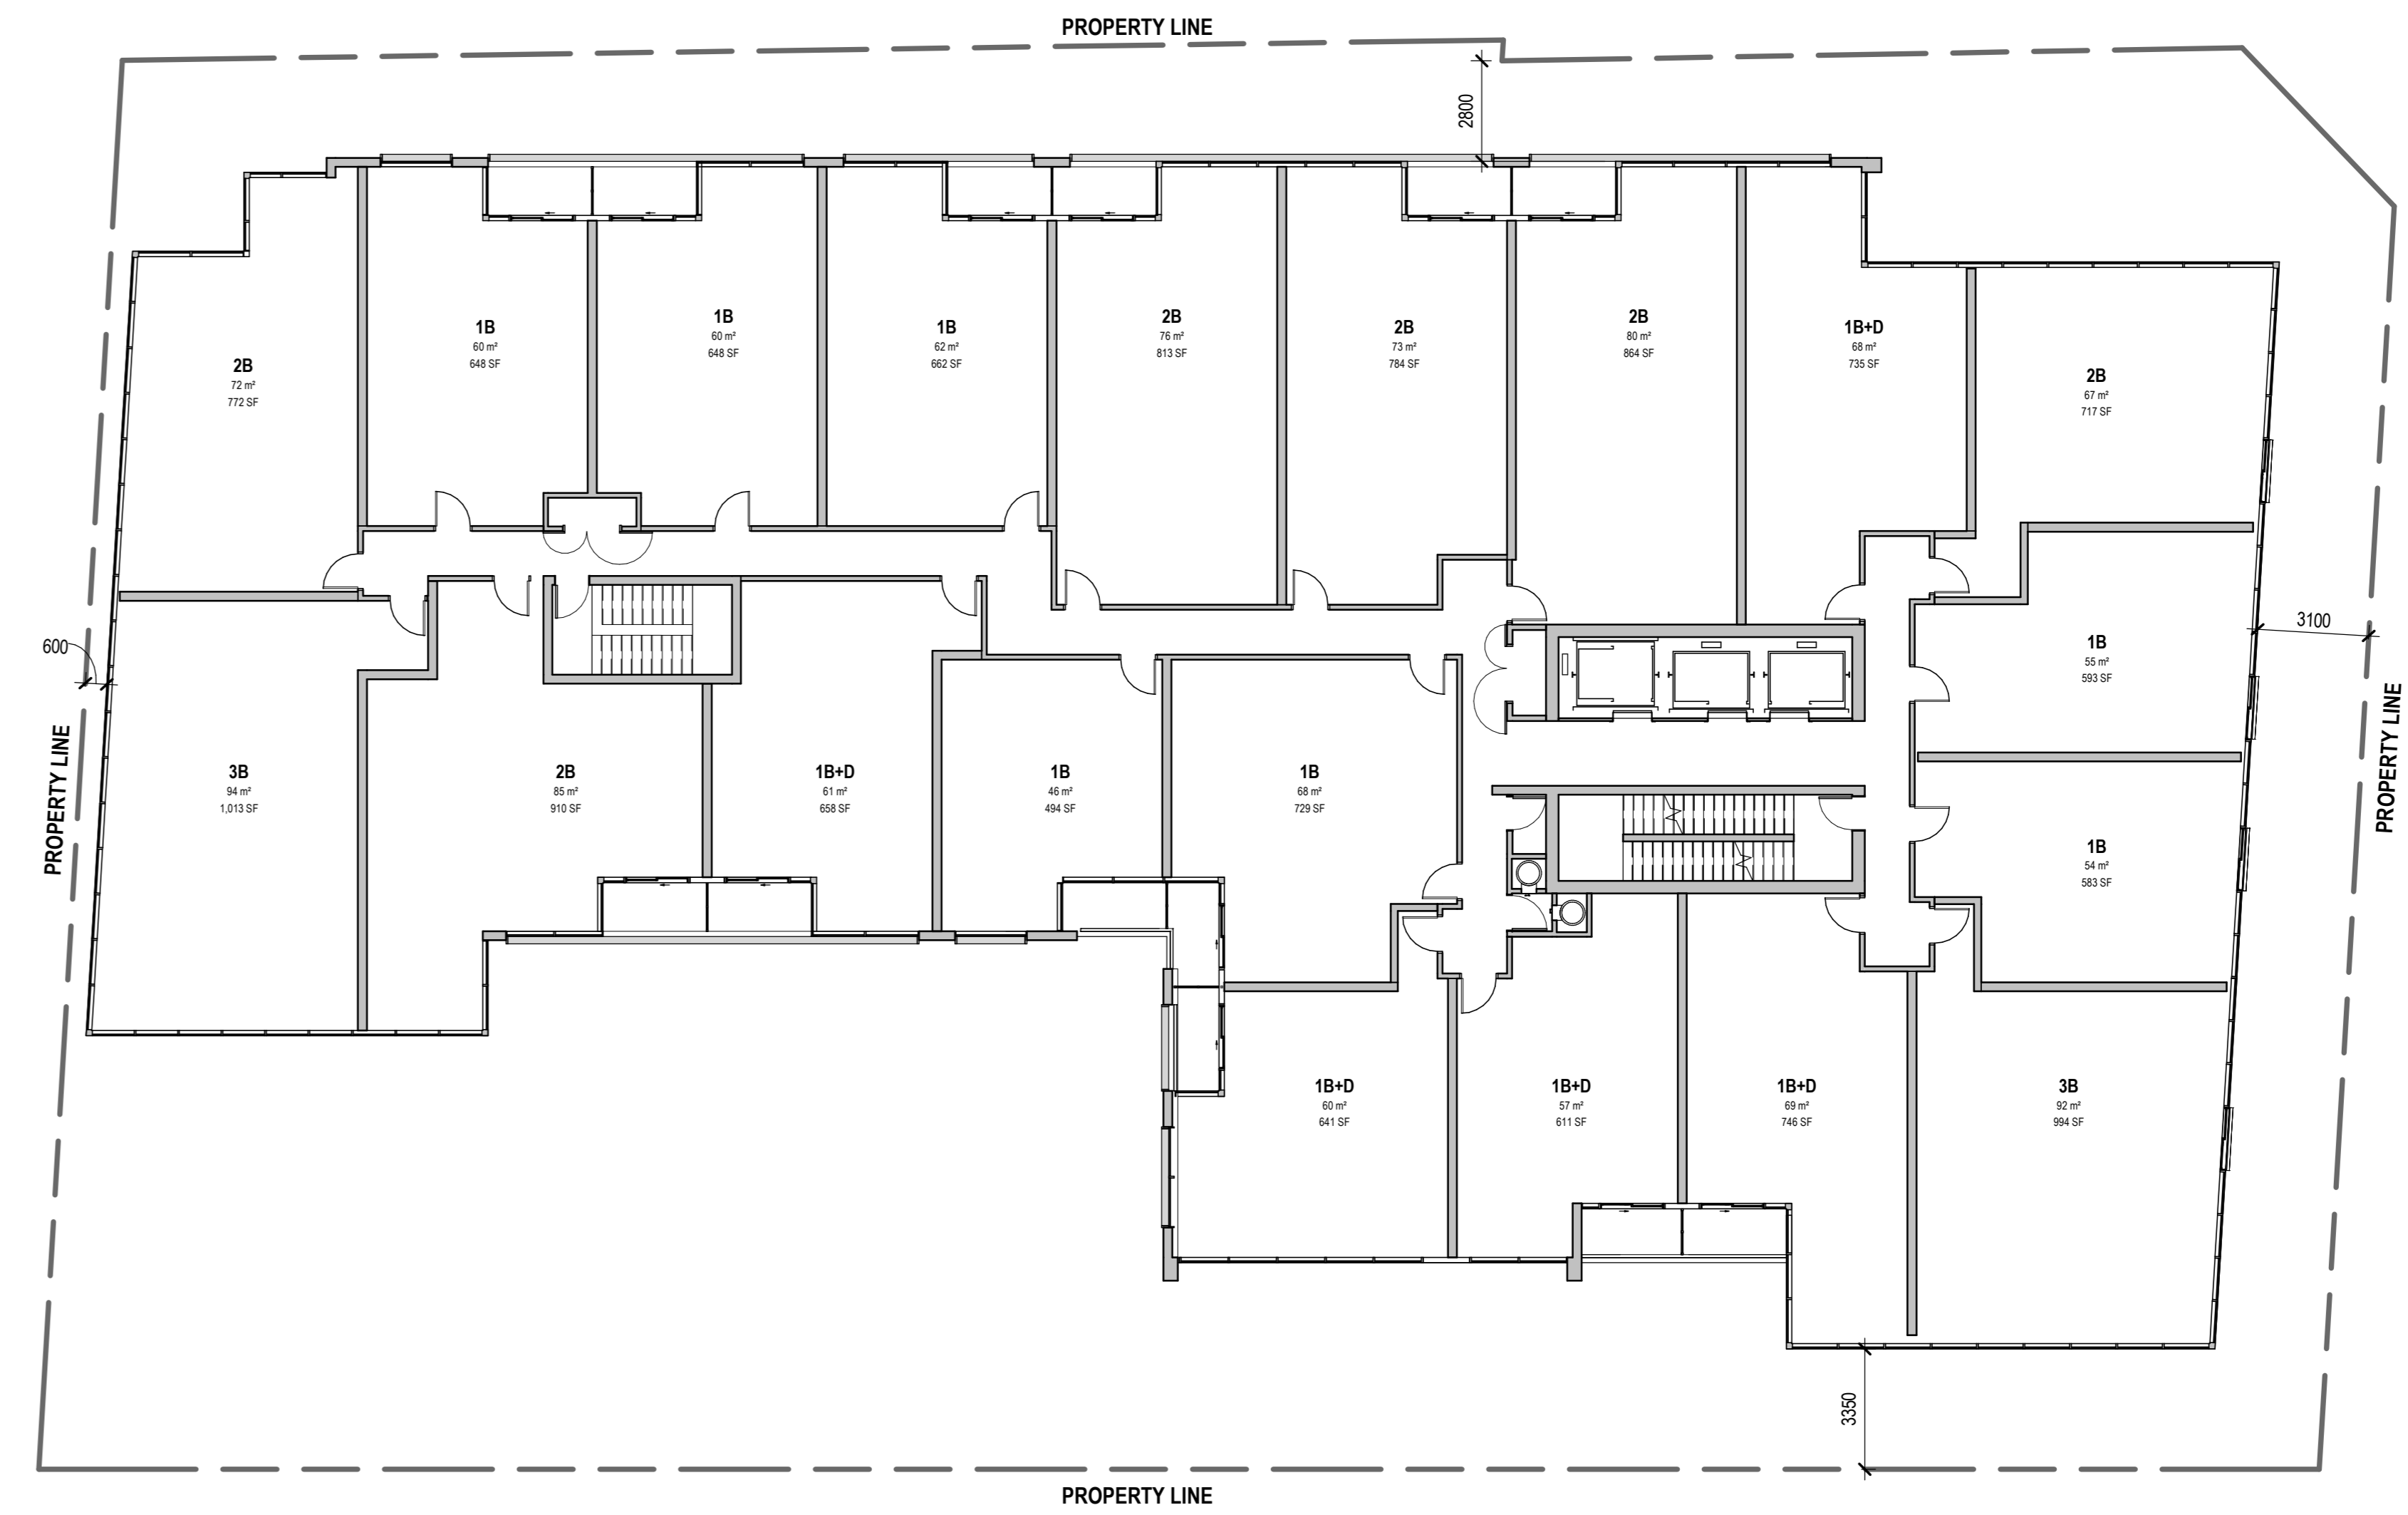 PROPERTY LINE
2800
1B
60 m²
648 SF
1B
60 m²
648 SF
1B
62 m²
662 SF
2B
76 m²
813 SF
2B
73 m²
784 SF
2B
80 m²
864 SF
1B+D
68 m²
735 SF
2B
72 m²
772 SF
2B
67 m²
717 SF
600
3100
1B
55 m²
593 SF
PROPERTY LINE
PROPERTY LINE
3B
94 m²
1,013 SF
2B
85 m²
910 SF
1B+D
61 m²
658 SF
1B
46 m²
494 SF
1B
68 m²
729 SF
1B
54 m²
583 SF
1B+D
60 m²
641 SF
1B+D
57 m²
611 SF
1B+D
69 m²
746 SF
3B
92 m²
994 SF
3350
PROPERTY LINE